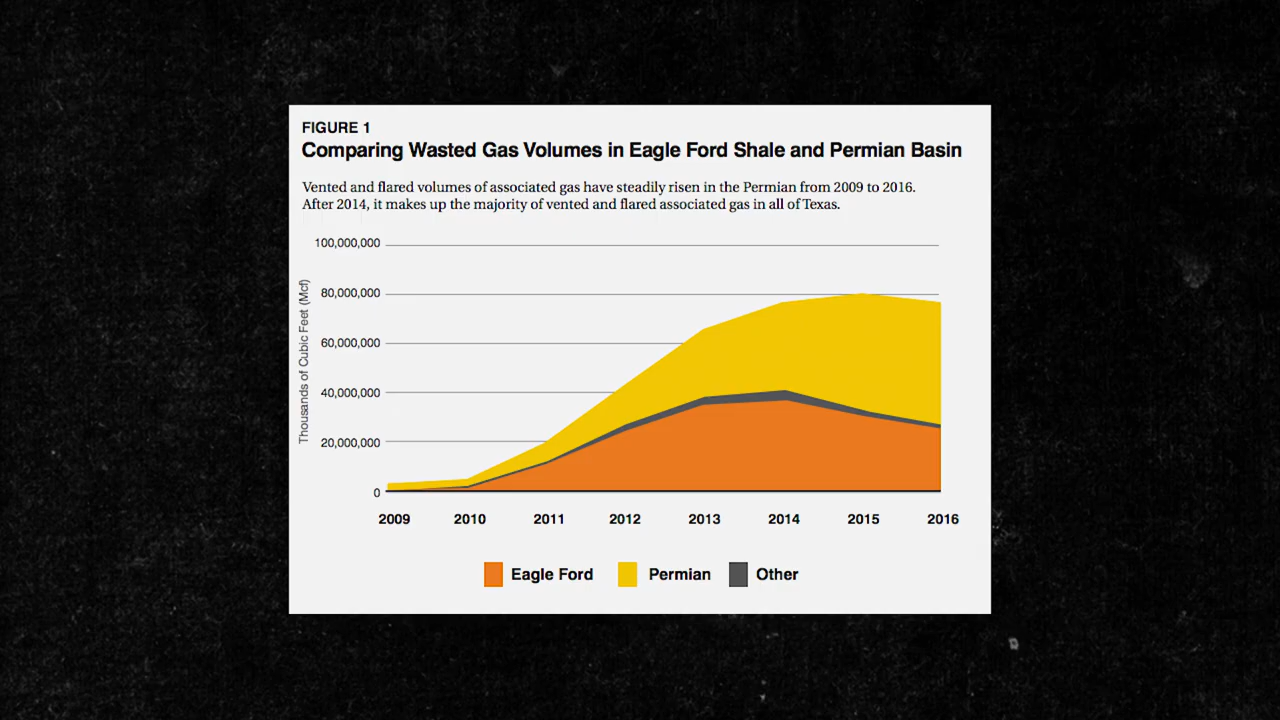 FIGURE 1
Comparing Wasted Gas Volumes in Eagle Ford Shale and Permian Basin
Vented and flared volumes of associated gas have steadily risen in the Permian from 2009 to 2016.
After 2014, it makes up the majority of vented and flared associated gas in all of Texas.
Thousands of Cubic Feet (Mcf)
100,000,000
80,000,000
60,000,000
40,000,000
20,000,000
0
2009 2010 2011 2012 2013 2014 2015 2016
Eagle Ford Permian Other